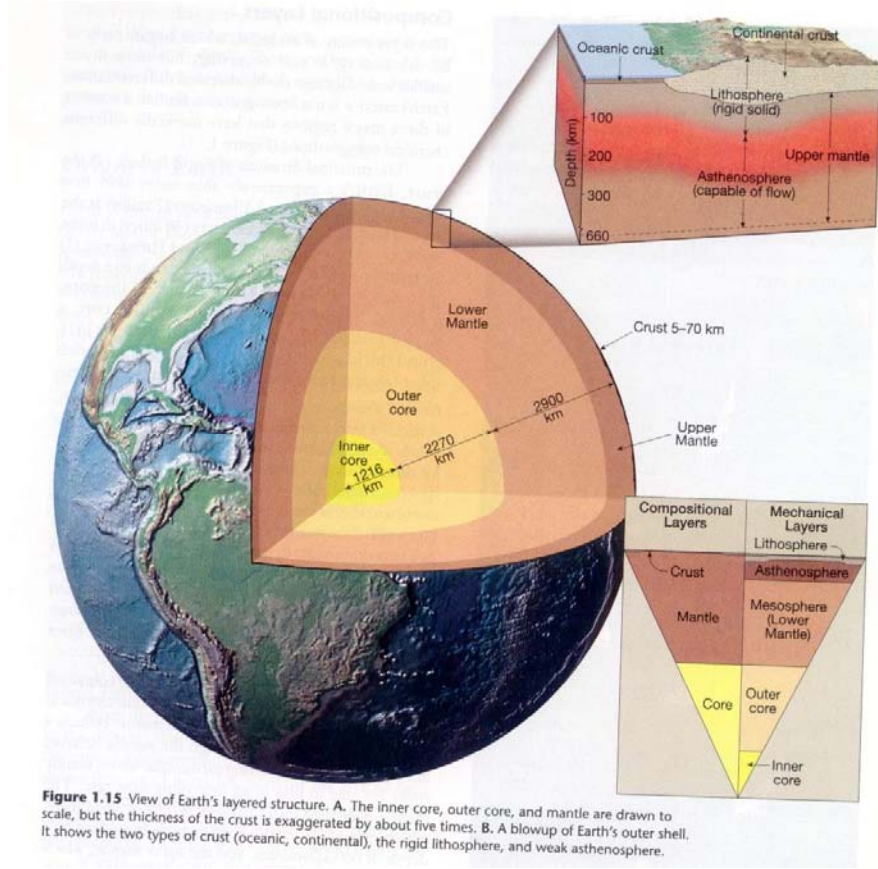 Oceanic crust
Continental crust
Lithosphere
(rigid solid)
Depth (km)
100
200
300
660
Upper mantle
Asthenosphere
(capable of flow)
Lower
Mantle
Crust 5–70 km
Outer
core
2900
km
Upper
Mantle
2270
km
Inner
core
1216
km
Compositional
Layers
Mechanical
Layers
Lithosphere
Crust
Asthenosphere
Mantle
Mesosphere
(Lower
Mantle)
Core
Outer
core
Inner
core
Figure 1.15 View of Earth's layered structure. A. The inner core, outer core, and mantle are drawn to
scale, but the thickness of the crust is exaggerated by about five times. B. A blowup of Earth's outer shell.
It shows the two types of crust (oceanic, continental), the rigid lithosphere, and weak asthenosphere.